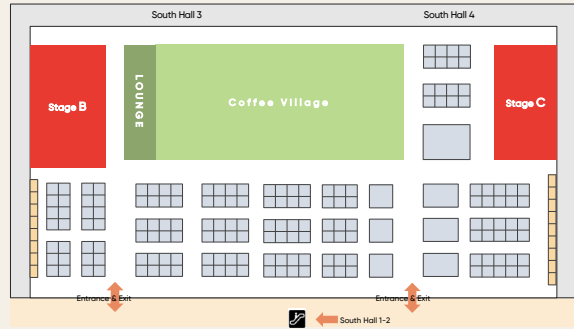 South Hall 3
South Hall 4
Stage B
LOUNGE
Coffee Village
Stage C
Entrance & Exit
Entrance & Exit
South Hall 1-2